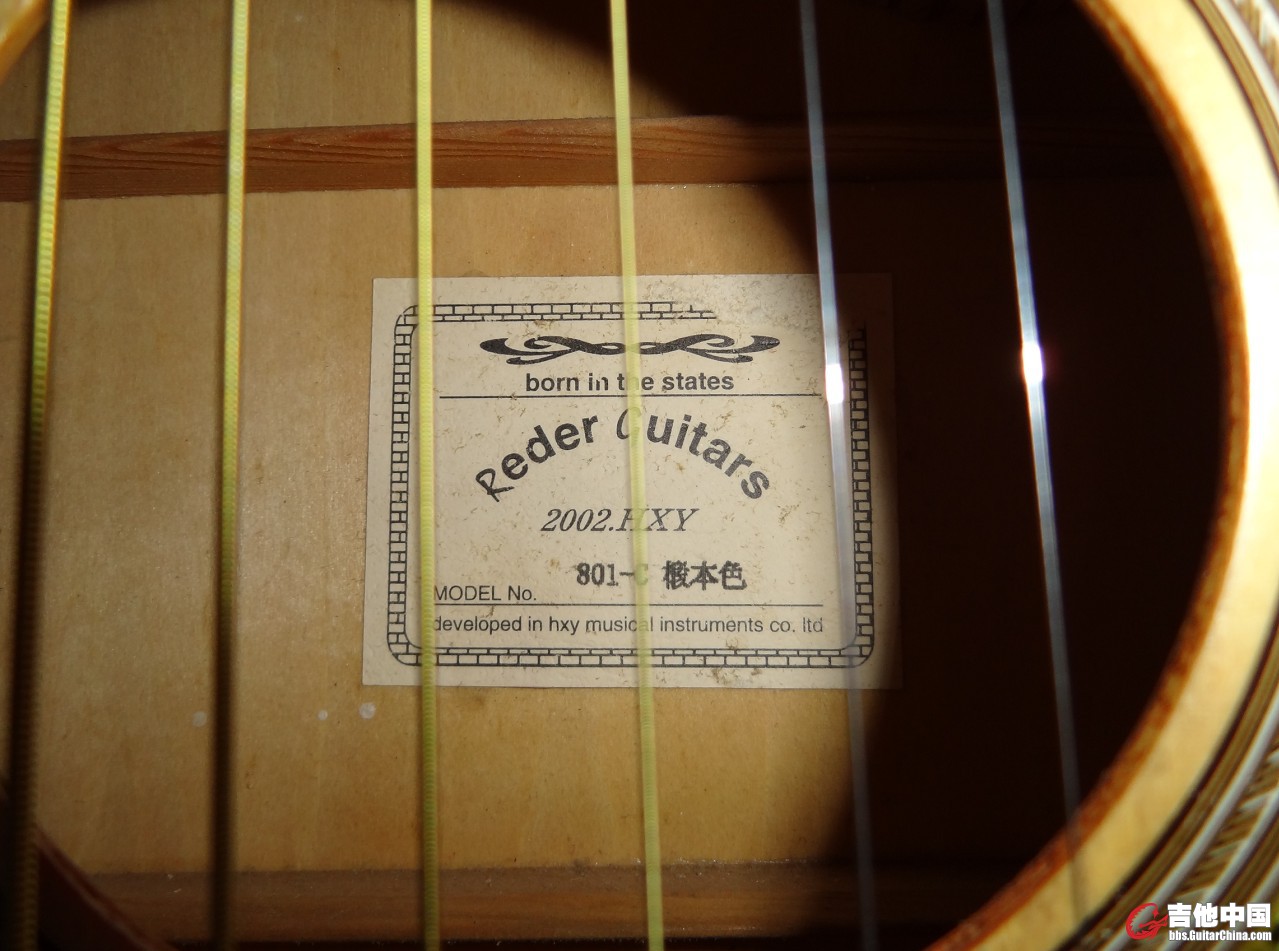 born in the states
Reder Guitars
2002.HXY
801-C 椴本色
MODEL No.
developed in hxy musical instruments co. ltd
吉他中国
bbs.GuitarChina.com